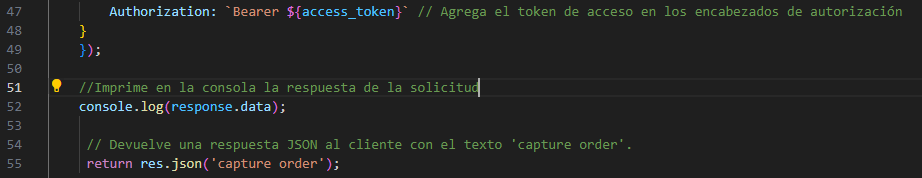 47 Authorization: `Bearer ${access_token}` // Agrega el token de acceso en los encabezados de autorización
48 }
49 });
50
51 //Imprime en la consola la respuesta de la solicitud
52 console.log(response.data);
53
54 // Devuelve una respuesta JSON al cliente con el texto 'capture order'.
55 return res.json('capture order');